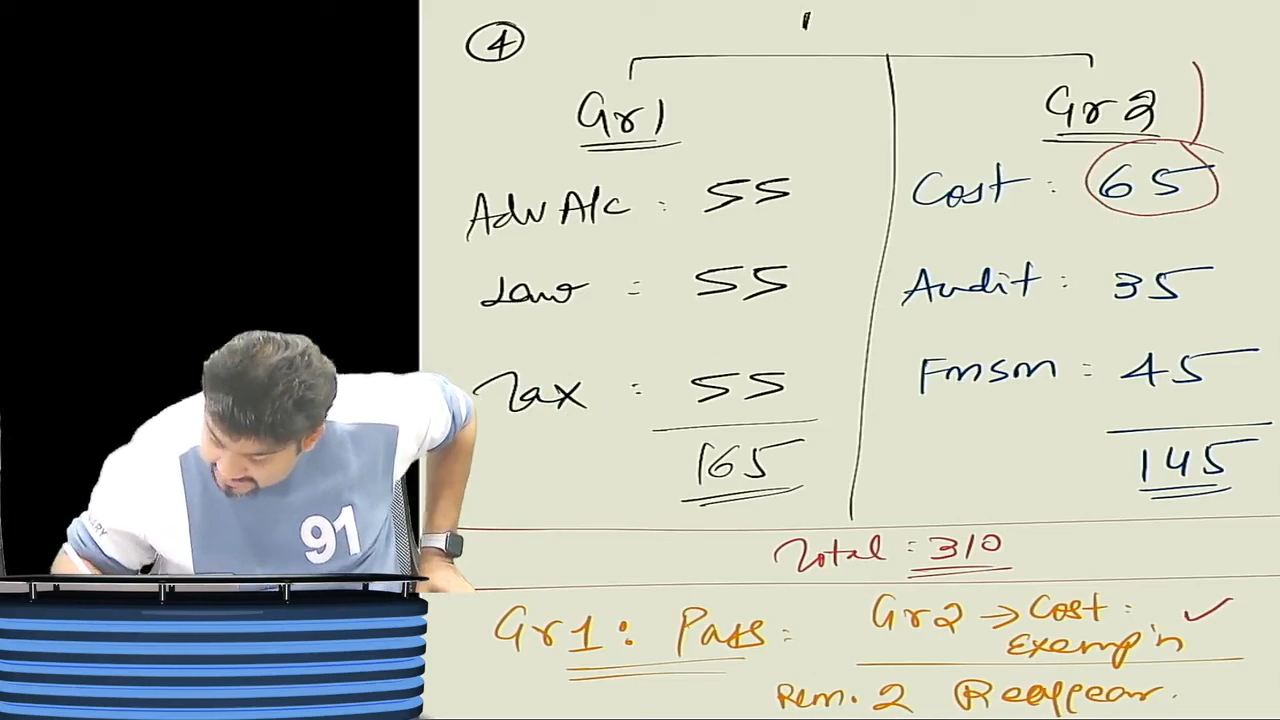 ④
Gr1
Gr2
Adv A/c : 55
Cost : 65
Law = 55
Audit : 35
Tax : 55
Fmsm : 45
165
145
Total : 310
Gr1 : Pass :
Gr2 → Cost : ✓
Exemp'n
Rem. 2 Reappear.
91